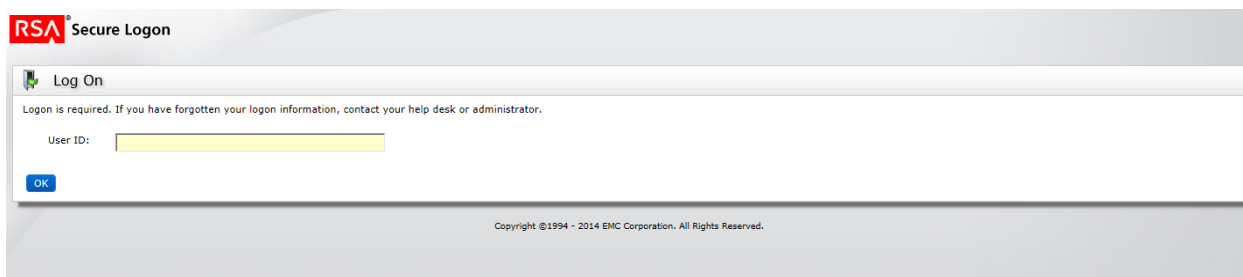 RSA® Secure Logon
Log On
Logon is required. If you have forgotten your logon information, contact your help desk or administrator.
User ID:
OK
Copyright ©1994 - 2014 EMC Corporation. All Rights Reserved.